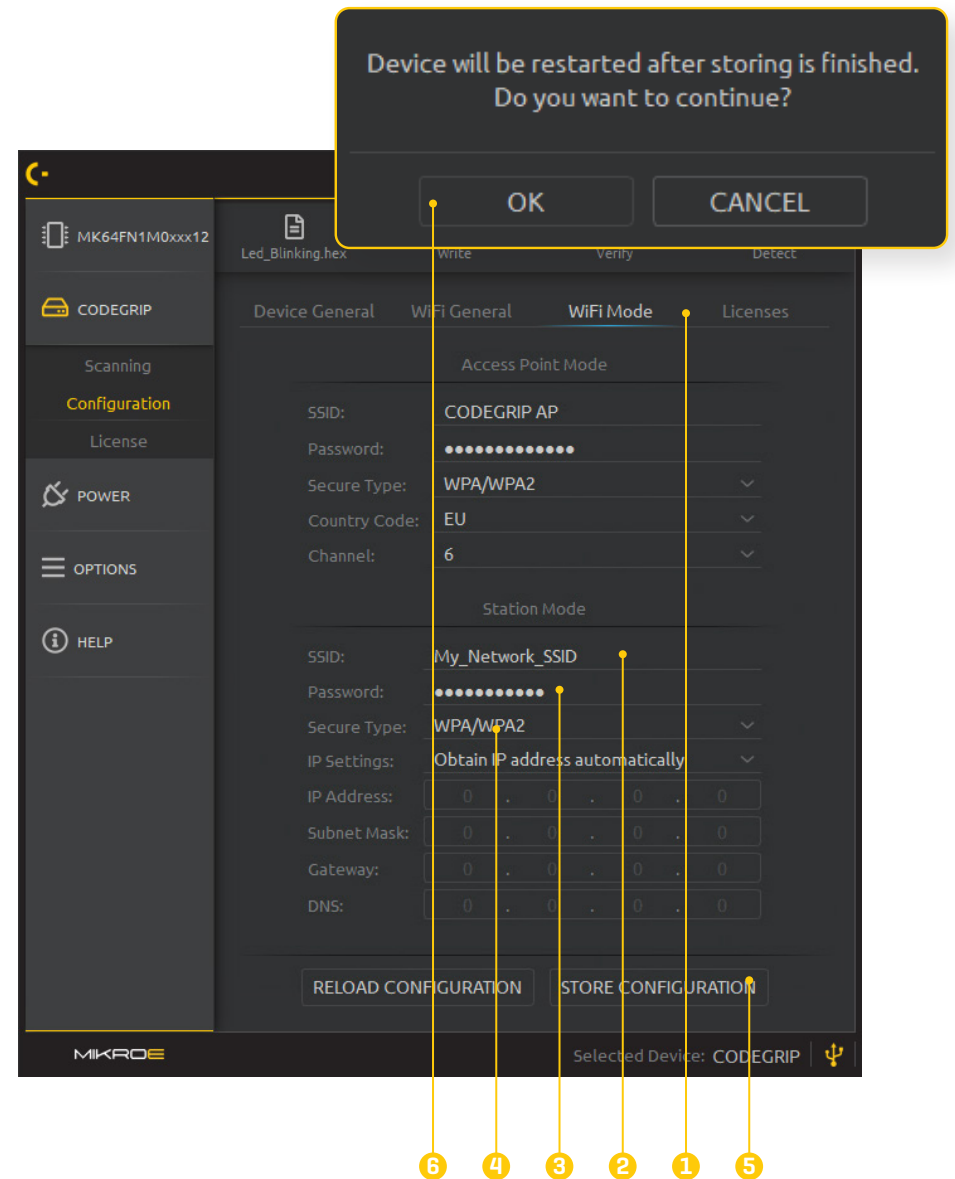 Device will be restarted after storing is finished.
Do you want to continue?
OK CANCEL
MK64FN1M0xxx12
Led_Blinking.hex Write Verify Detect
CODEGRIP
Device General WiFi General WiFi Mode Licenses
Scanning
Configuration
License
POWER
OPTIONS
HELP
Access Point Mode
SSID: CODEGRIP AP
Password: •••••••••••••
Secure Type: WPA/WPA2
Country Code: EU
Channel: 6
Station Mode
SSID: My_Network_SSID
Password: •••••••••••
Secure Type: WPA/WPA2
IP Settings: Obtain IP address automatically
IP Address: 0 . 0 . 0 . 0
Subnet Mask: 0 . 0 . 0 . 0
Gateway: 0 . 0 . 0 . 0
DNS: 0 . 0 . 0 . 0
RELOAD CONFIGURATION STORE CONFIGURATION
MIKROE Selected Device: CODEGRIP
6 4 3 2 1 5